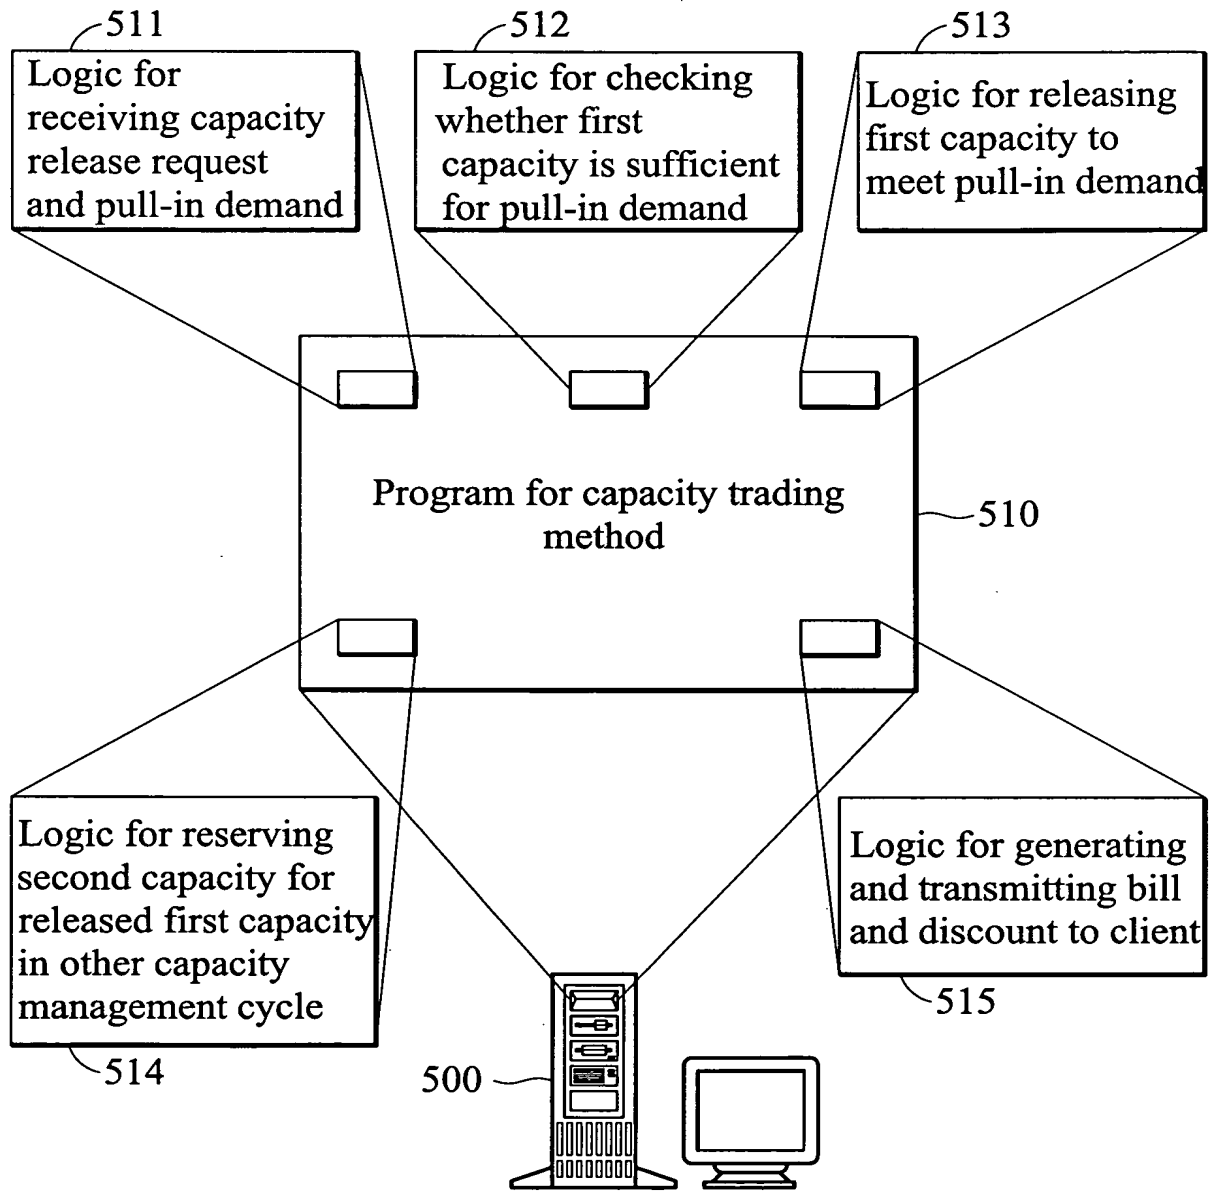 511
Logic for
receiving capacity
release request
and pull-in demand
512
Logic for checking
whether first
capacity is sufficient
for pull-in demand
513
Logic for releasing
first capacity to
meet pull-in demand
Program for capacity trading
method
510
Logic for reserving
second capacity for
released first capacity
in other capacity
management cycle
514
Logic for generating
and transmitting bill
and discount to client
515
500